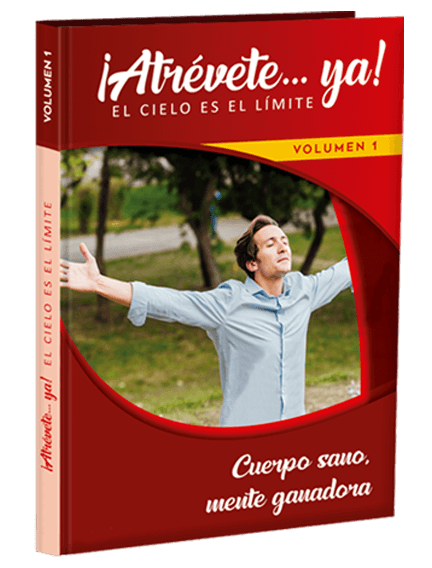 ¡Atrévete... ya!
EL CIELO ES EL LÍMITE
VOLUMEN 1
Cuerpo sano,
mente ganadora
VOLUMEN 1
¡Atrévete... ya! EL CIELO ES EL LÍMITE